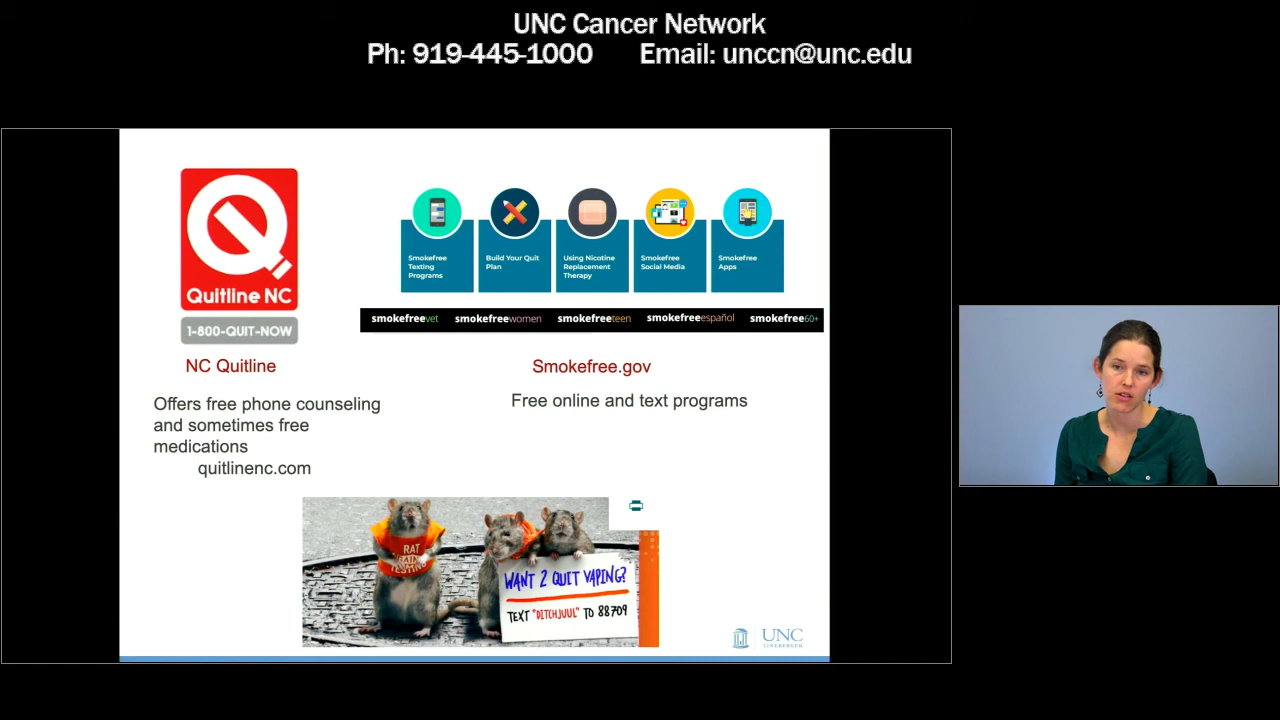 UNC Cancer Network
Ph: 919-445-1000 Email: unccn@unc.edu
Quitline NC
1-800-QUIT-NOW
Smokefree
Texting
Programs
Build Your Quit
Plan
Using Nicotine
Replacement
Therapy
Smokefree
Social Media
Smokefree
Apps
smokefreevet smokefreewomen smokefreeteen smokefreeespañol smokefree60+
NC Quitline
Smokefree.gov
Offers free phone counseling
and sometimes free
medications
quitlinenc.com
Free online and text programs
RAT
TESTING
WANT 2 QUIT VAPING?
TEXT "DITCHJUUL" TO 88709
UNC
LINEBERGER